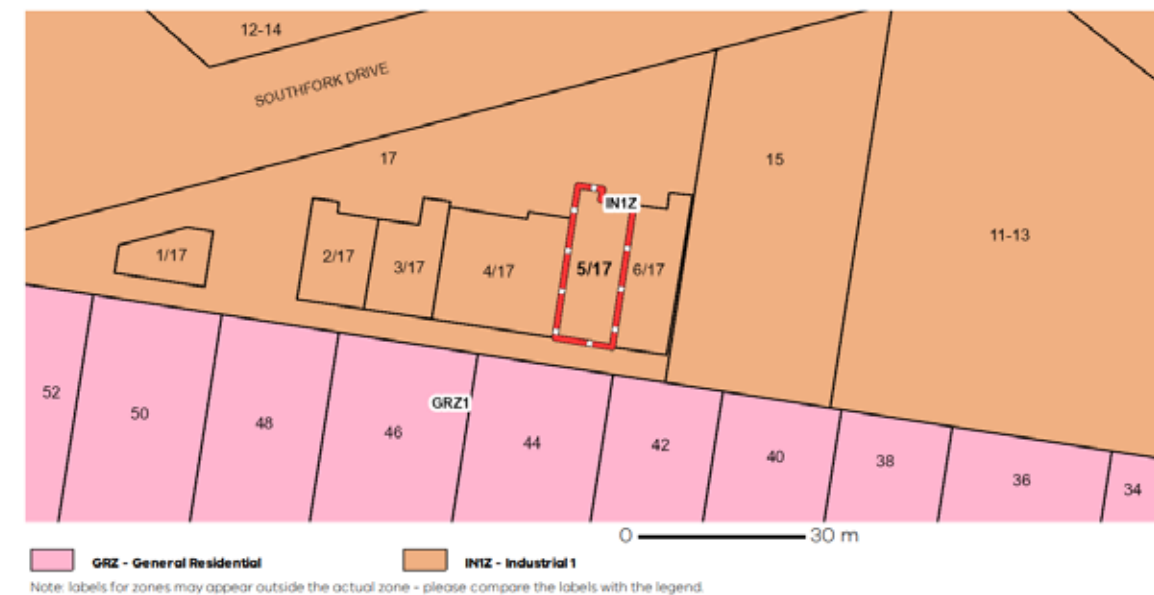 12-14
SOUTHFORK DRIVE
17
15
IN1Z
11-13
1/17
2/17
3/17
4/17
5/17
6/17
52
50
48
46
GRZ1
44
42
40
38
36
34
0 30 m
GRZ - General Residential
IN1Z - Industrial 1
Note: labels for zones may appear outside the actual zone - please compare the labels with the legend.